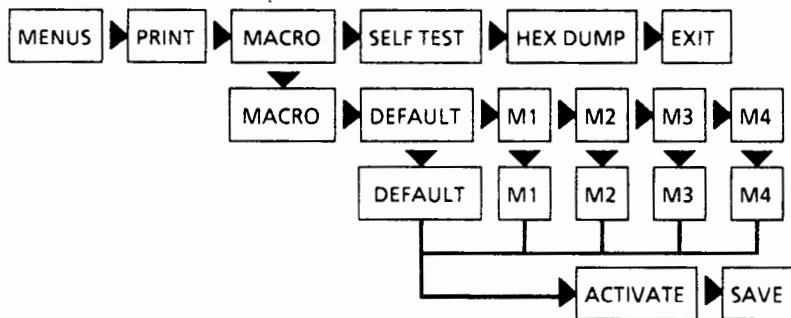 MENUS PRINT MACRO SELF TEST HEX DUMP EXIT
MACRO DEFAULT M1 M2 M3 M4
DEFAULT M1 M2 M3 M4
ACTIVATE SAVE